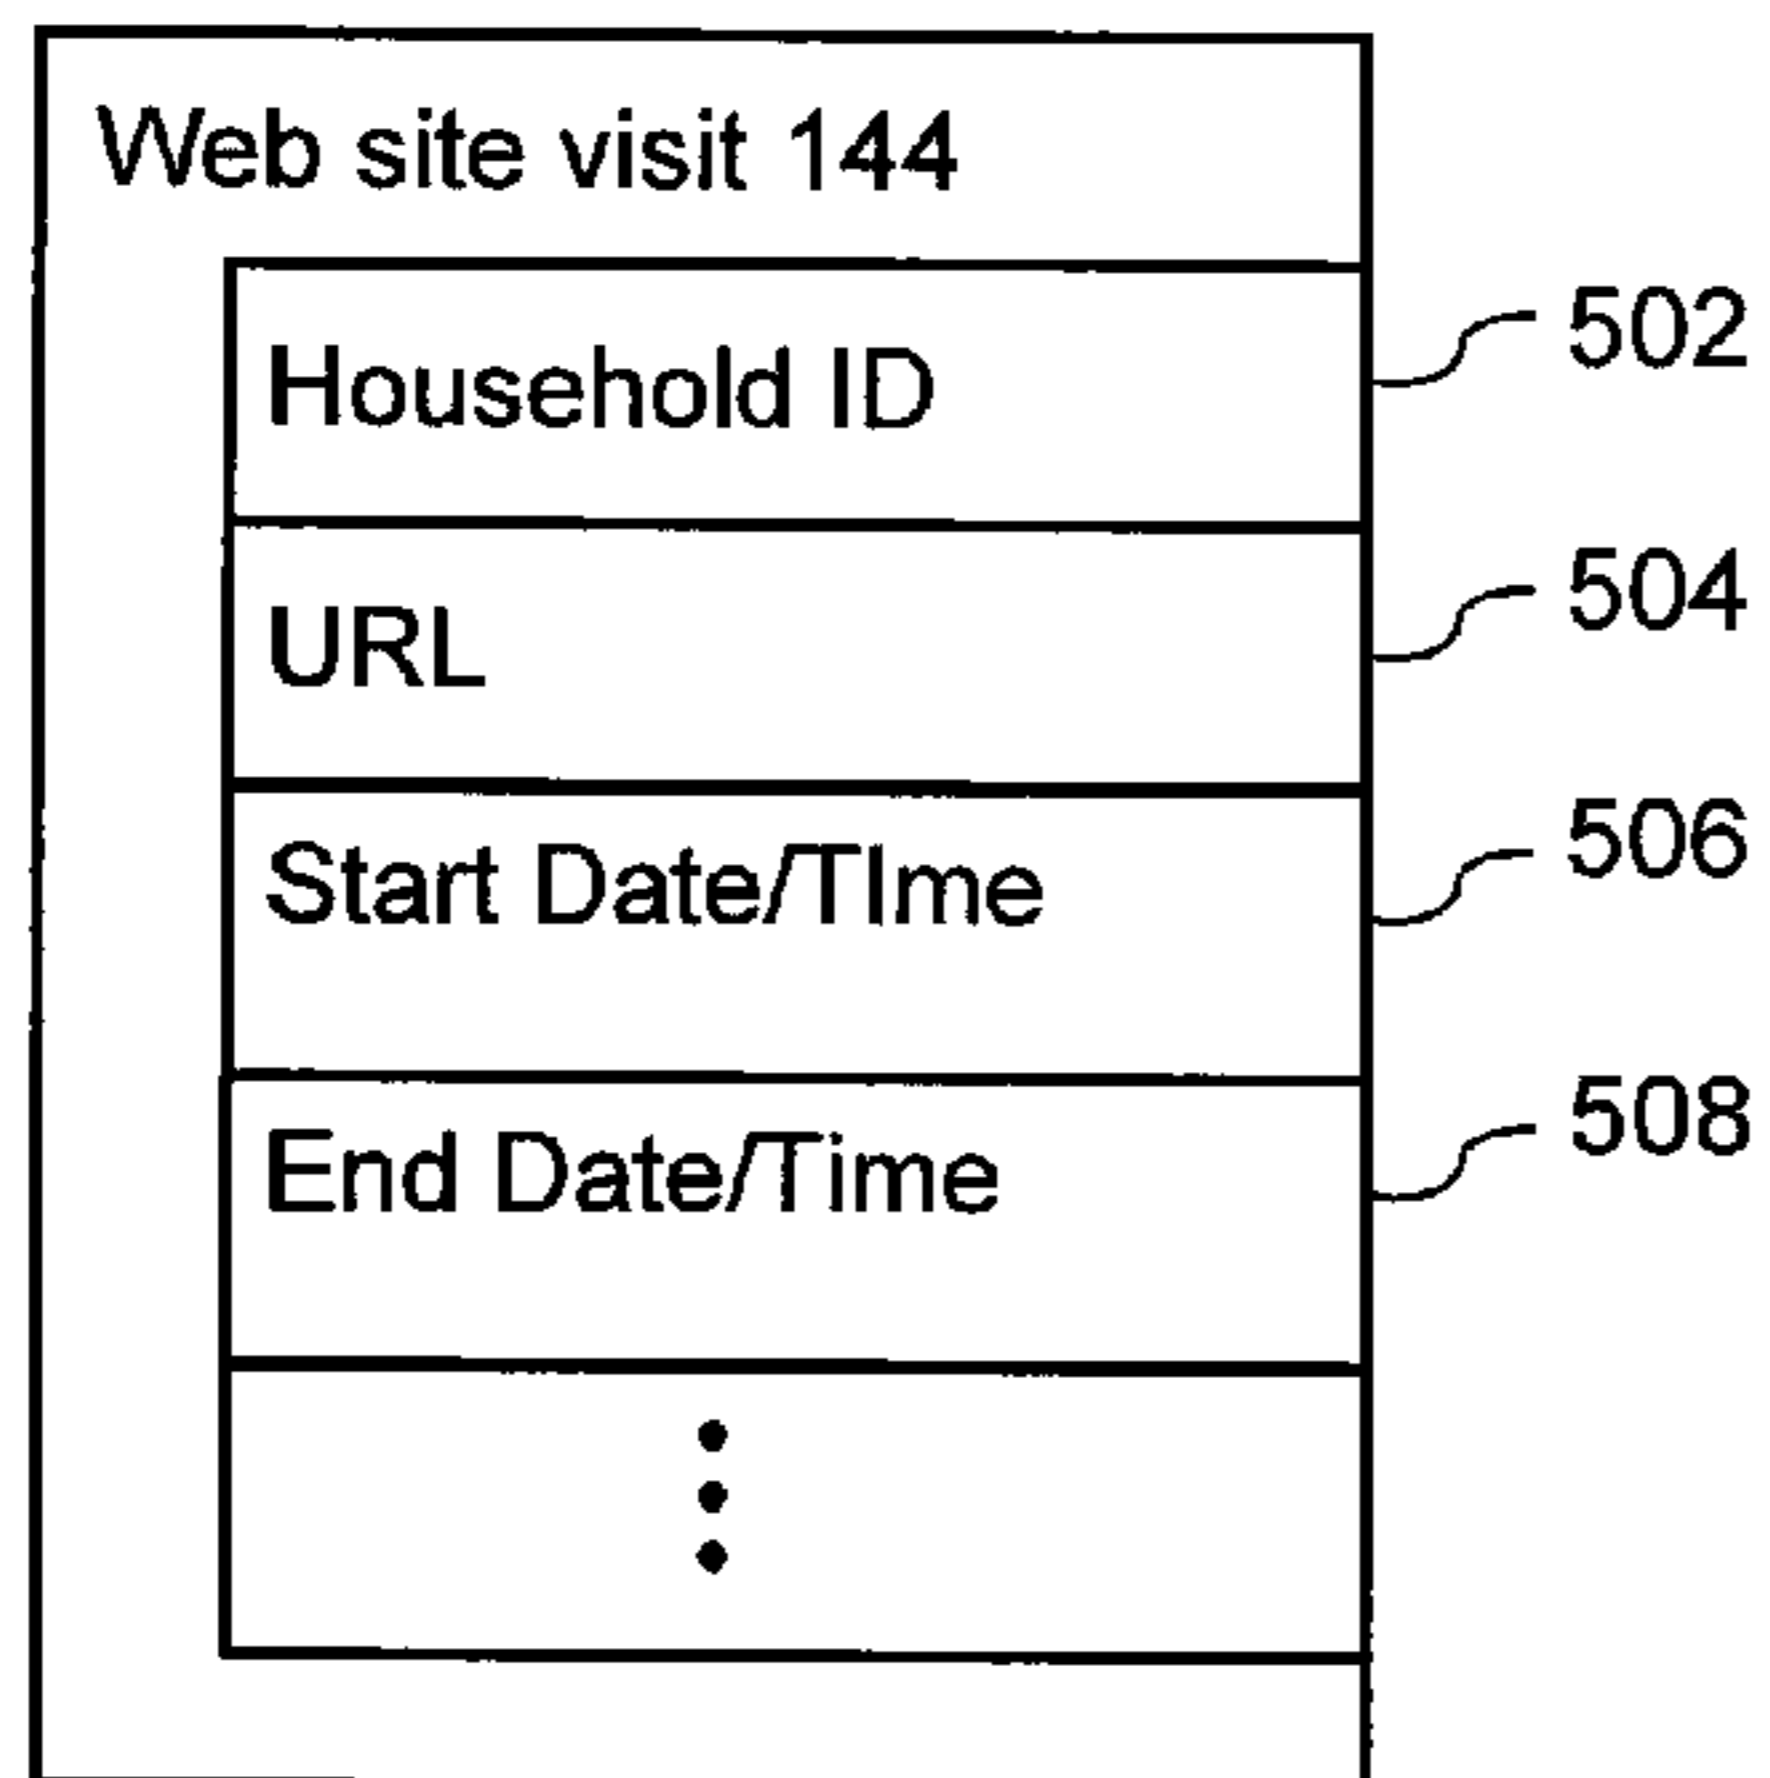 Web site visit 144
Household ID
502
URL
504
Start Date/TIme
506
End Date/Time
508